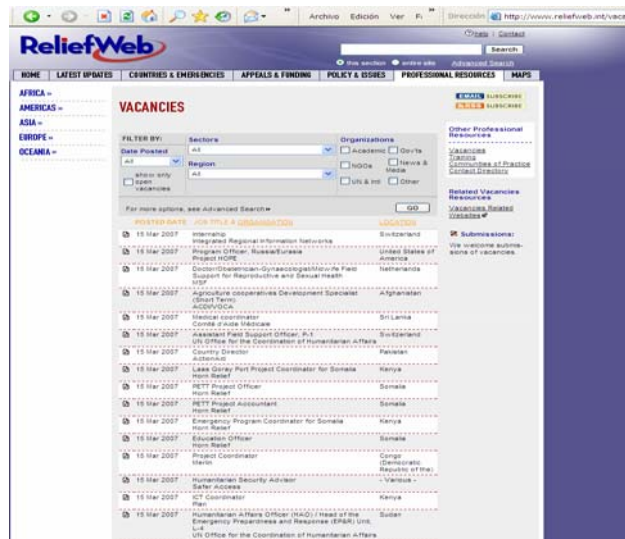 Archivo Edición Ver
Dirección http://www.reliefweb.int/vaca
ReliefWeb
Help | Contact
Search
this section entire site Advanced Search
HOME LATEST UPDATES COUNTRIES & EMERGENCIES APPEALS & FUNDING POLICY & ISSUES PROFESSIONAL RESOURCES MAPS
AFRICA »
AMERICAS »
ASIA »
EUROPE »
OCEANIA »
VACANCIES
FILTER BY:
Date Posted
All
show only
open
vacancies
Sectors
All
Region
All
Organizations
Academic Gov'ts
NGOs News &
Media
UN & Intl Other
For more options, see Advanced Search »
GO
POSTED DATE JOB TITLE & ORGANISATION LOCATION
15 Mar 2007 Internship Switzerland
Integrated Regional Information Networks
15 Mar 2007 Program Officer, Russia/Eurasia United States of
Project HOPE America
15 Mar 2007 Doctor/Obstetrician-Gynaecologist/Midwife Field Netherlands
Support for Reproductive and Sexual Health
MSF
15 Mar 2007 Agriculture cooperatives Development Specialist Afghanistan
(Short Term)
ACDI/VOCA
15 Mar 2007 Medical coordinator Sri Lanka
Comité d'Aide Médicale
15 Mar 2007 Assistant Field Support Officer, P-1 Switzerland
UN Office for the Coordination of Humanitarian Affairs
15 Mar 2007 Country Director Pakistan
ActionAid
15 Mar 2007 Laas Qoray Port Project Coordinator for Somalia Kenya
Horn Relief
15 Mar 2007 PETT Project Officer Somalia
Horn Relief
15 Mar 2007 PETT Project Accountant Somalia
Horn Relief
15 Mar 2007 Emergency Program Coordinator for Somalia Kenya
Horn Relief
15 Mar 2007 Education Officer Somalia
Horn Relief
15 Mar 2007 Project Coordinator Congo
Merlin (Democratic
Republic of the)
15 Mar 2007 Humanitarian Security Advisor - Various -
Safer Access
15 Mar 2007 ICT Coordinator Kenya
Plan
15 Mar 2007 Humanitarian Affairs Officer (HAO) / Head of the Sudan
Emergency Preparedness and Response (EP&R) Unit,
L-4
UN Office for the Coordination of Humanitarian Affairs
EMAIL SUBSCRIBE
RSS SUBSCRIBE
Other Professional
Resources
Vacancies
Training
Communities of Practice
Contact Directory
Related Vacancies
Resources
Vacancies Related
Websites
Submissions:
We welcome submis-
sions of vacancies.